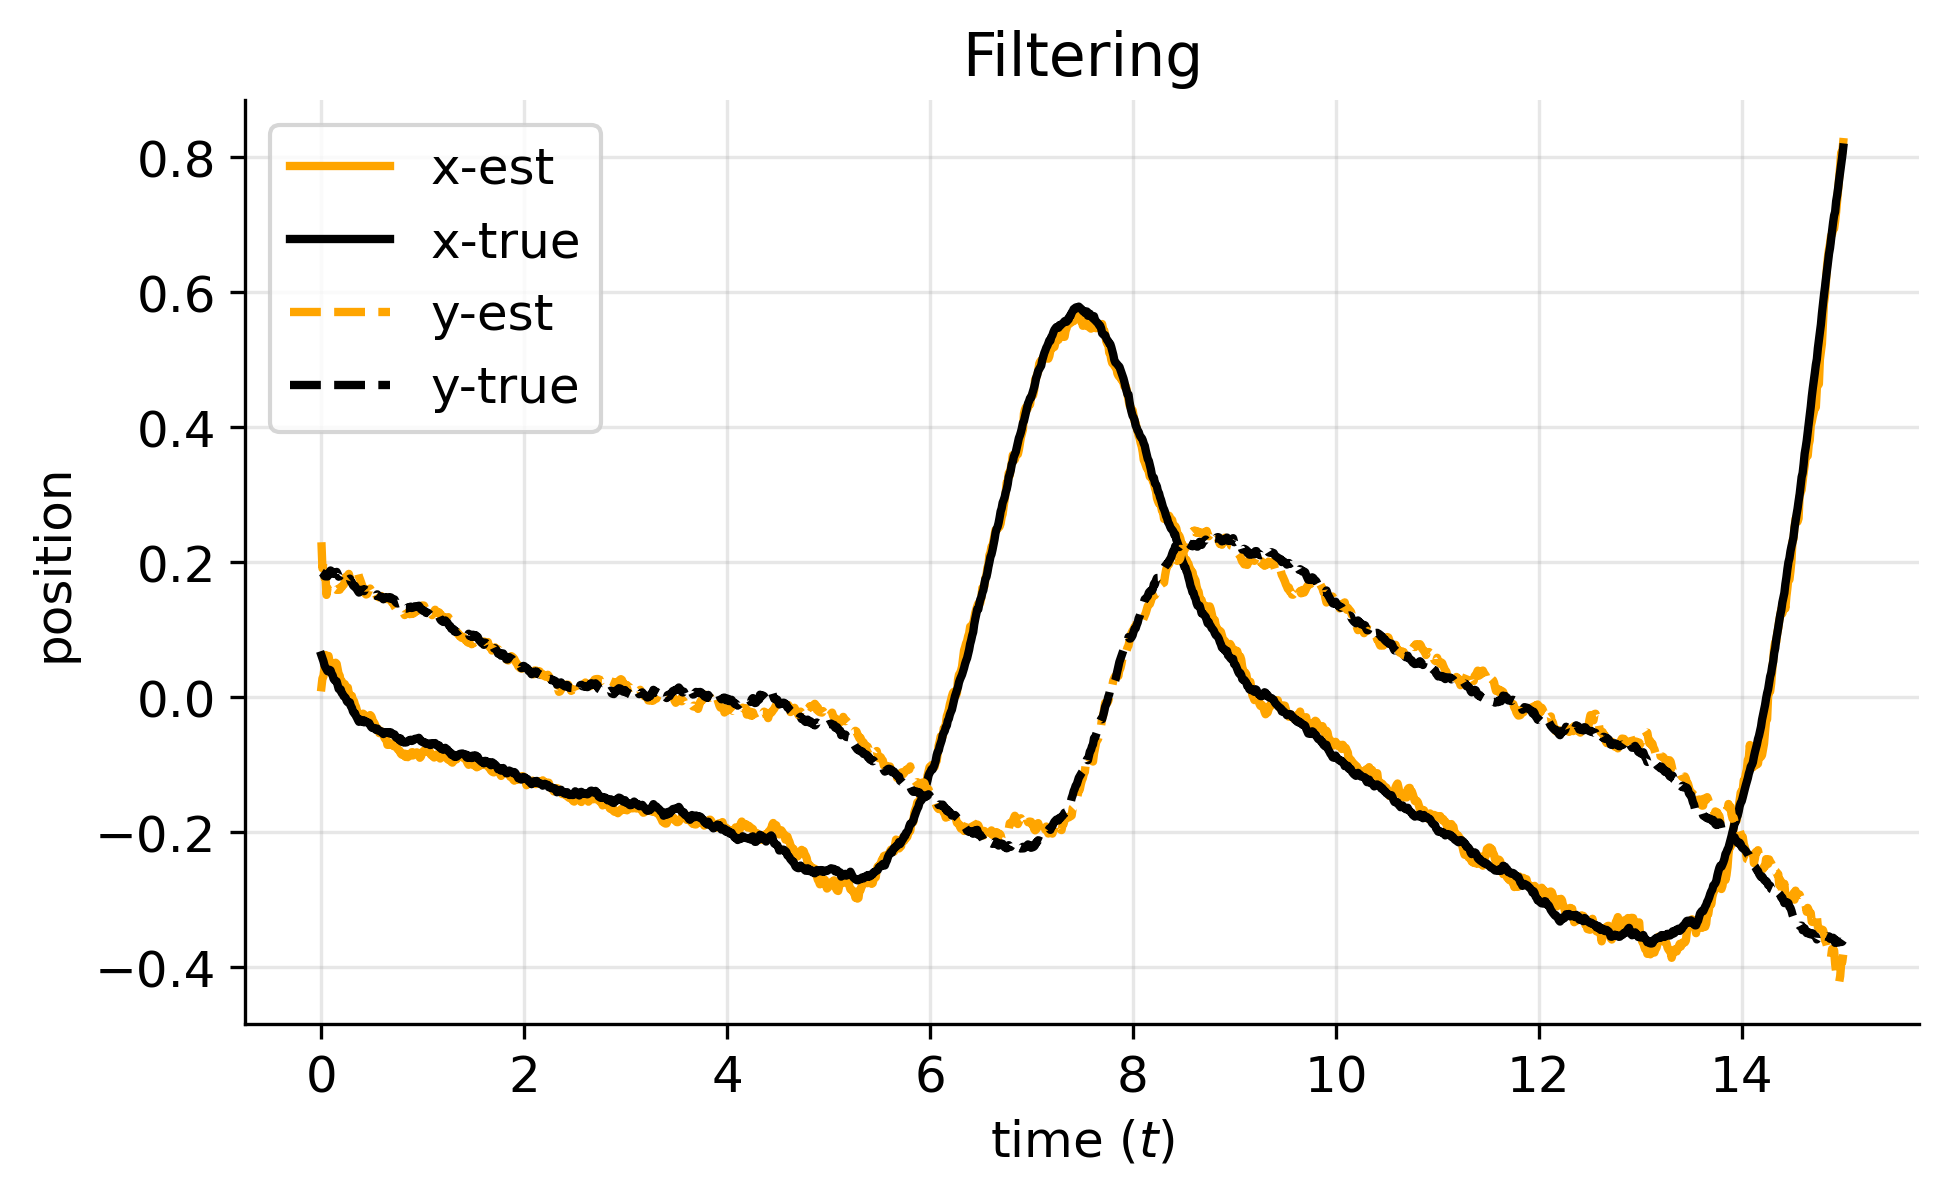 Filtering
x-est
x-true
y-est
y-true
position
0.8
0.6
0.4
0.2
0.0
−0.2
−0.4
0 2 4 6 8 10 12 14
time (t)